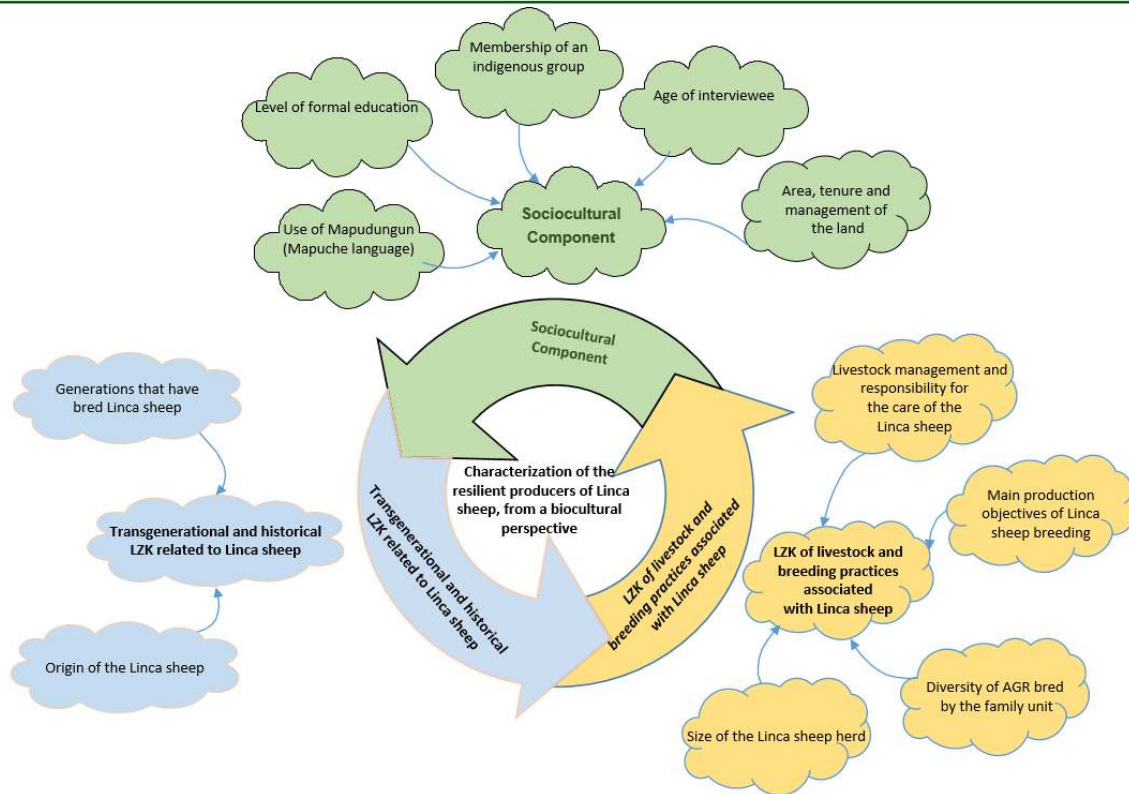 Membership of an
indigenous group
Level of formal education
Age of interviewee
Use of Mapudungun
(Mapuche language)
Sociocultural
Component
Area, tenure and
management of
the land
Sociocultural
Component
Generations that have
bred Linca sheep
Transgenerational and historical
LZK related to Linca sheep
Origin of the Linca sheep
Characterization of the
resilient producers of Linca
sheep, from a biocultural
perspective
Transgenerational and historical
LZK related to Linca sheep
LZK of livestock and
breeding practices associated
with Linca sheep
Livestock management and
responsibility for
the care of the
Linca sheep
Main production
objectives of Linca
sheep breeding
LZK of livestock and
breeding practices
associated
with Linca sheep
Diversity of AGR bred
by the family unit
Size of the Linca sheep herd